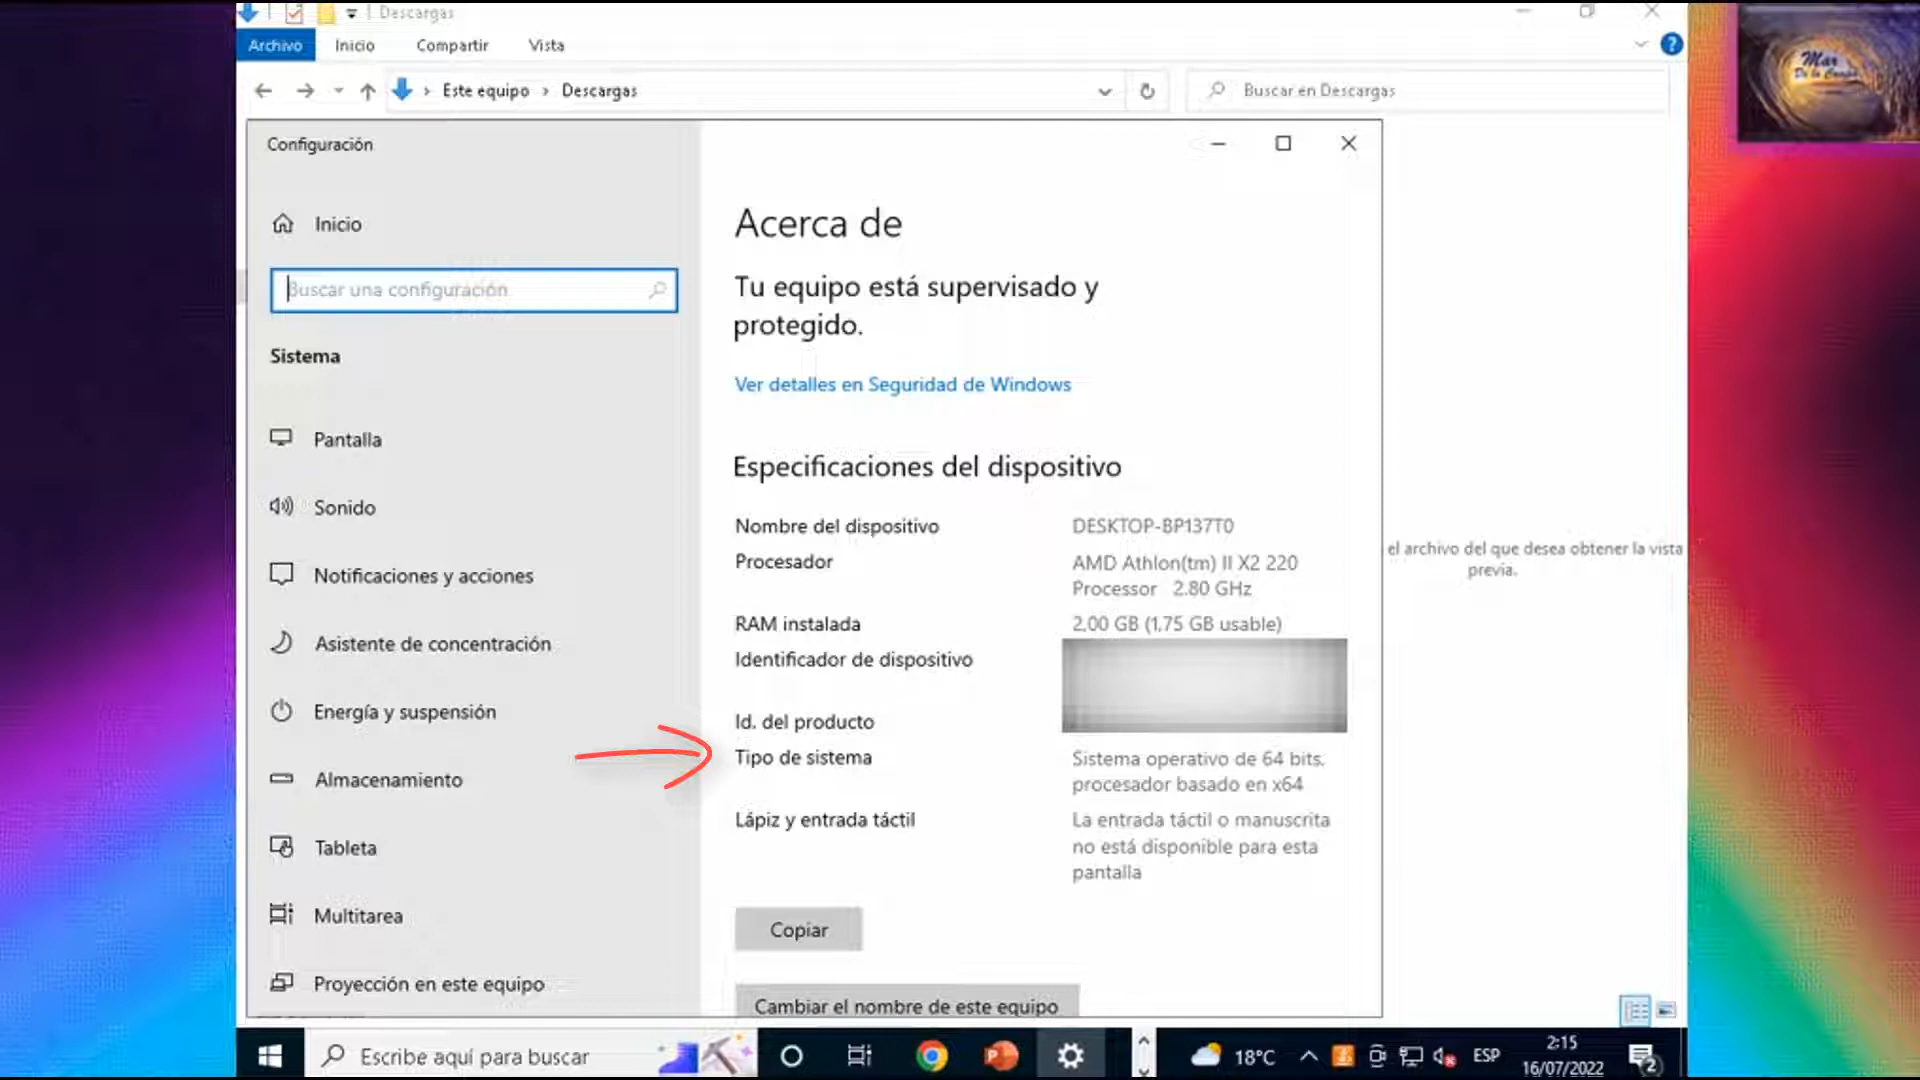 Descargas
Archivo Inicio Compartir Vista
Este equipo › Descargas
Buscar en Descargas
Mar
De la Campa
Configuración
Inicio
Buscar una configuración
Sistema
Pantalla
Sonido
Notificaciones y acciones
Asistente de concentración
Energía y suspensión
Almacenamiento
Tableta
Multitarea
Proyección en este equipo
Acerca de
Tu equipo está supervisado y
protegido.
Ver detalles en Seguridad de Windows
Especificaciones del dispositivo
Nombre del dispositivo DESKTOP-BP137T0
Procesador AMD Athlon(tm) II X2 220
Processor 2.80 GHz
RAM instalada 2,00 GB (1,75 GB usable)
Identificador de dispositivo
Id. del producto
Tipo de sistema Sistema operativo de 64 bits,
procesador basado en x64
Lápiz y entrada táctil La entrada táctil o manuscrita
no está disponible para esta
pantalla
Copiar
Cambiar el nombre de este equipo
el archivo del que desea obtener la vista
previa.
Escribe aquí para buscar
18°C
ESP
2:15
16/07/2022
2